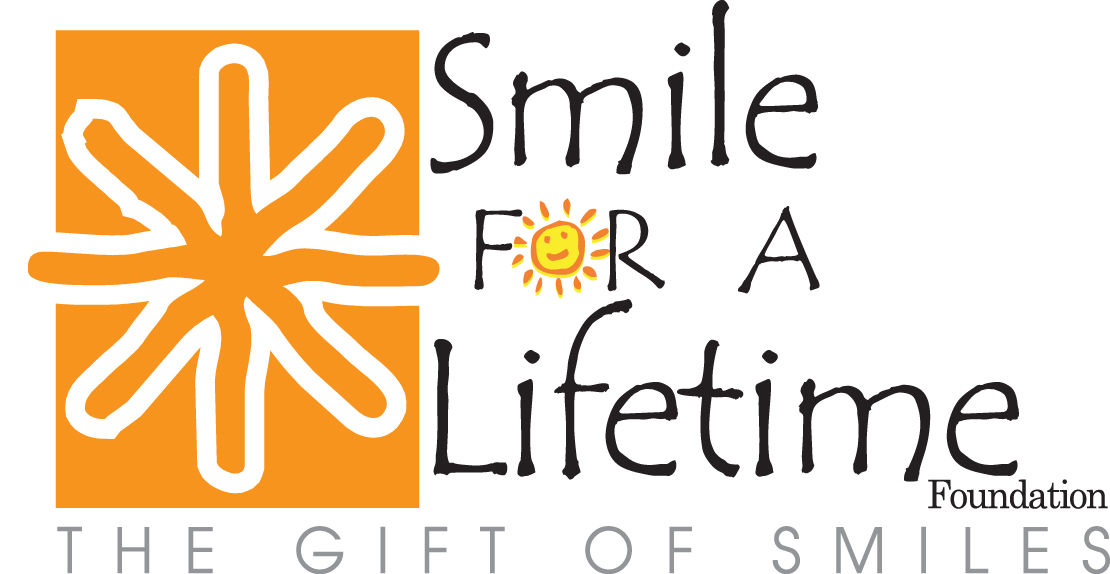 Smile
FOR A
Lifetime
Foundation
THE GIFT OF SMILES